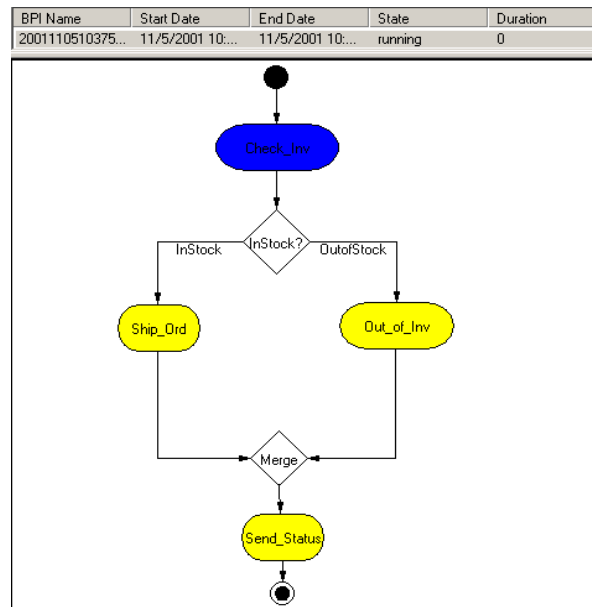 BPI Name Start Date End Date State Duration
2001110510375... 11/5/2001 10:... 11/5/2001 10:... running 0
Check_Inv
InStock?
InStock OutofStock
Ship_Ord Out_of_Inv
Merge
Send_Status